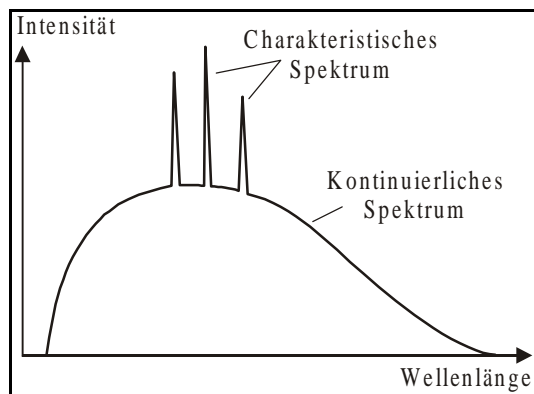 Intensität
Charakteristisches
Spektrum
Kontinuierliches
Spektrum
Wellenlänge